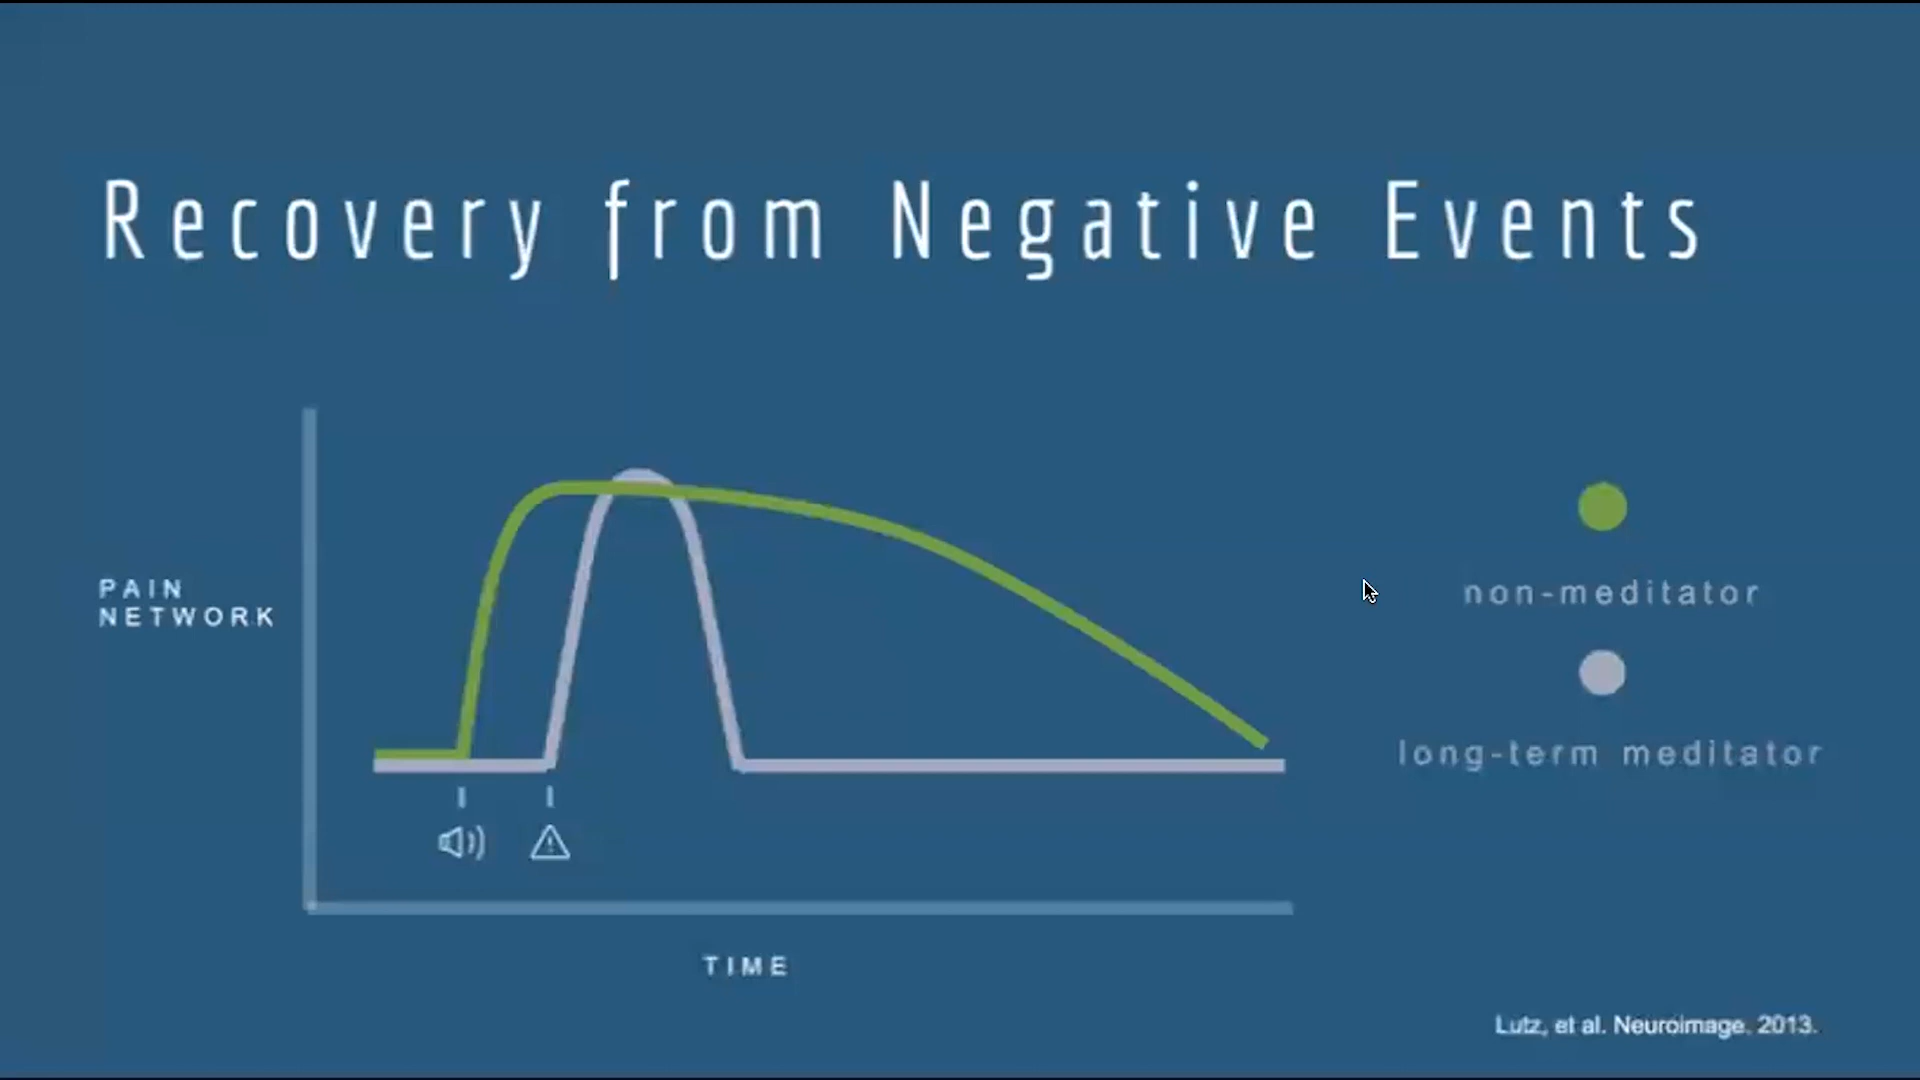 Recovery from Negative Events
PAIN
NETWORK
non-meditator
long-term meditator
TIME
Lutz, et al. Neuroimage. 2013.